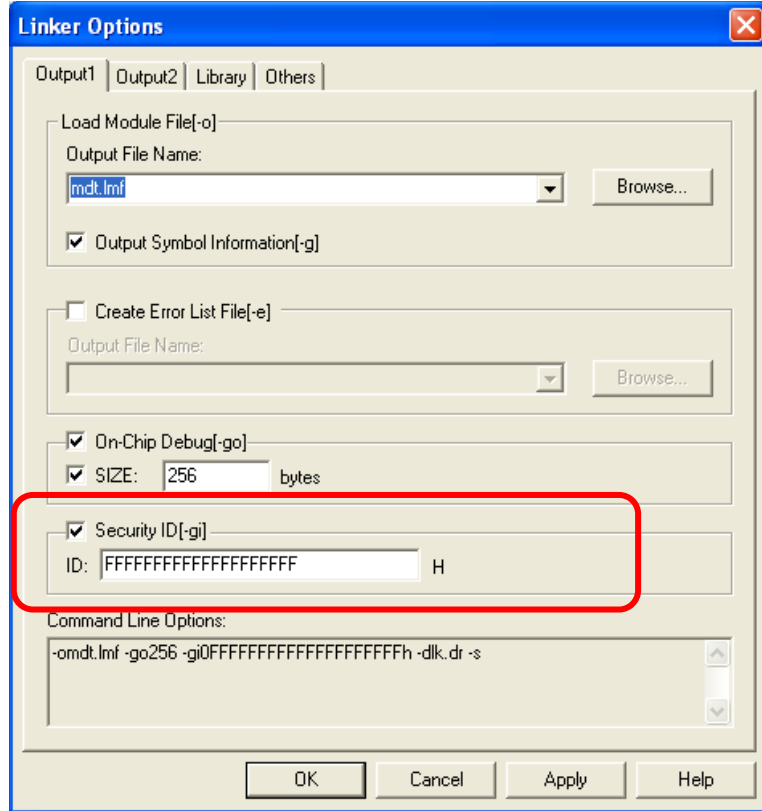 Linker Options
Output1 Output2 Library Others
Load Module File[-o]
Output File Name:
mdt.lmf Browse...
Output Symbol Information[-g]
Create Error List File[-e]
Output File Name:
Browse...
On-Chip Debug[-go]
SIZE: 256 bytes
Security ID[-gi]
ID: FFFFFFFFFFFFFFFFFFFF H
Command Line Options:
-omdt.lmf -go256 -gi0FFFFFFFFFFFFFFFFFFFFh -dlk.dr -s
OK Cancel Apply Help